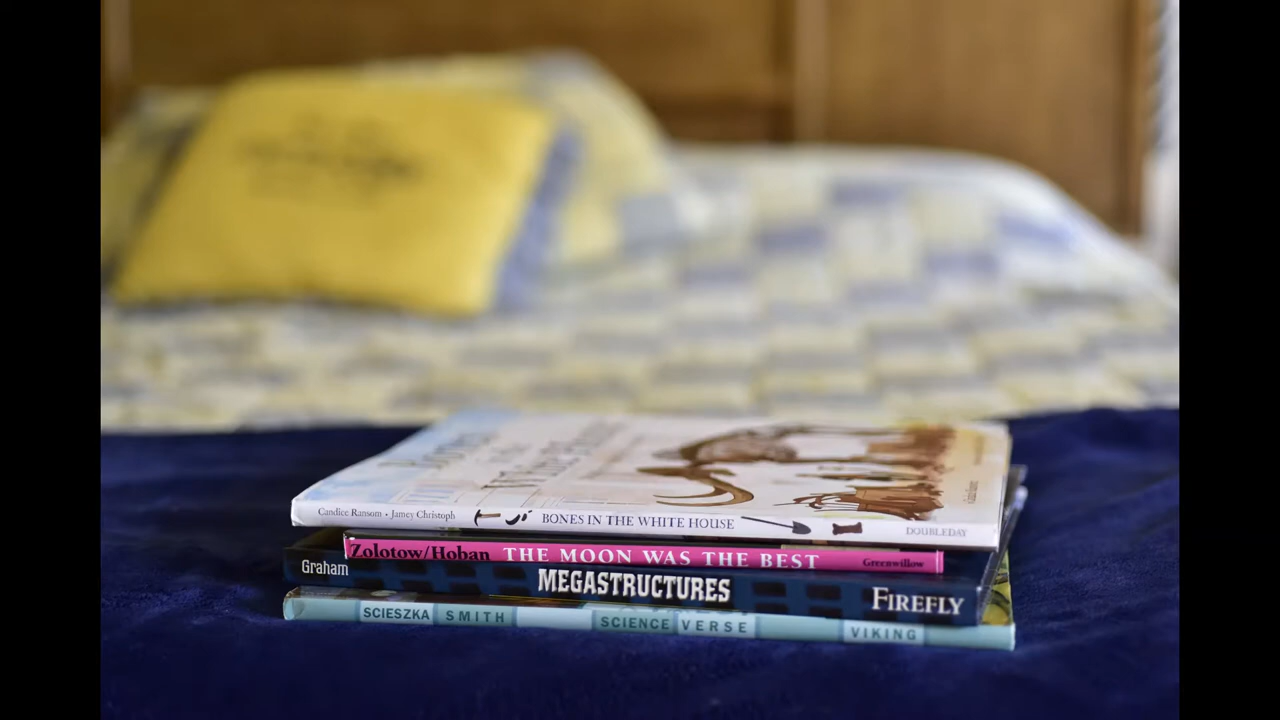 Candice Ransom • Jamey Christoph BONES IN THE WHITE HOUSE DOUBLEDAY
Zolotow/Hoban THE MOON WAS THE BEST Greenwillow
Graham MEGASTRUCTURES FIREFLY
SCIESZKA SMITH SCIENCE VERSE VIKING